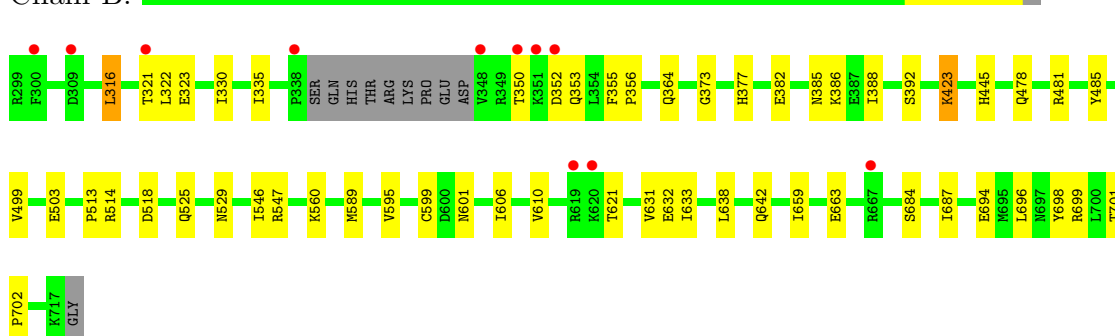 Chain B:
R299 F300 D309 L316 T321 L322 E323 I330 I335 P338 SER GLN HIS THR ARG LYS PRO GLU ASP V348 R349 T350 K351 D352 Q353 L354 F355 P356 Q364 G373 H377 E382 N385 K386 E387 I388 S392 K423 H445 Q478 R481 Y485
V499 E503 P513 R514 D518 Q525 N529 I546 R547 K560 M589 V595 C599 D600 N601 I606 V610 R619 K620 T621 V631 E632 I633 L638 Q642 I659 E663 R667 S684 I687 E694 M695 L696 N697 Y698 R699 L700 T701
P702 K717 GLY